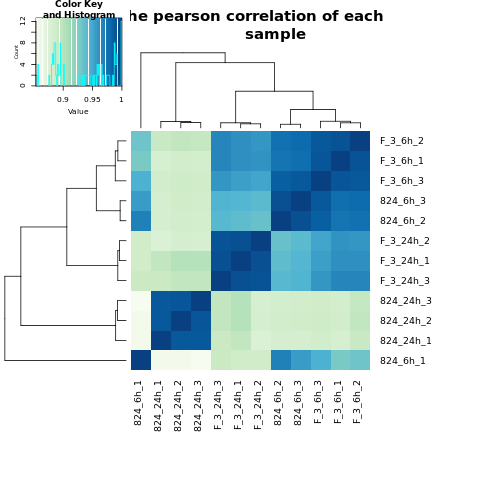 Color Key
and Histogram
he pearson correlation of each
sample
Count
0 4 8 12
0.9 0.95 1
Value
F_3_6h_2
F_3_6h_1
F_3_6h_3
824_6h_3
824_6h_2
F_3_24h_2
F_3_24h_1
F_3_24h_3
824_24h_3
824_24h_2
824_24h_1
824_6h_1
824_6h_1
824_24h_1
824_24h_2
824_24h_3
F_3_24h_3
F_3_24h_1
F_3_24h_2
824_6h_2
824_6h_3
F_3_6h_3
F_3_6h_1
F_3_6h_2